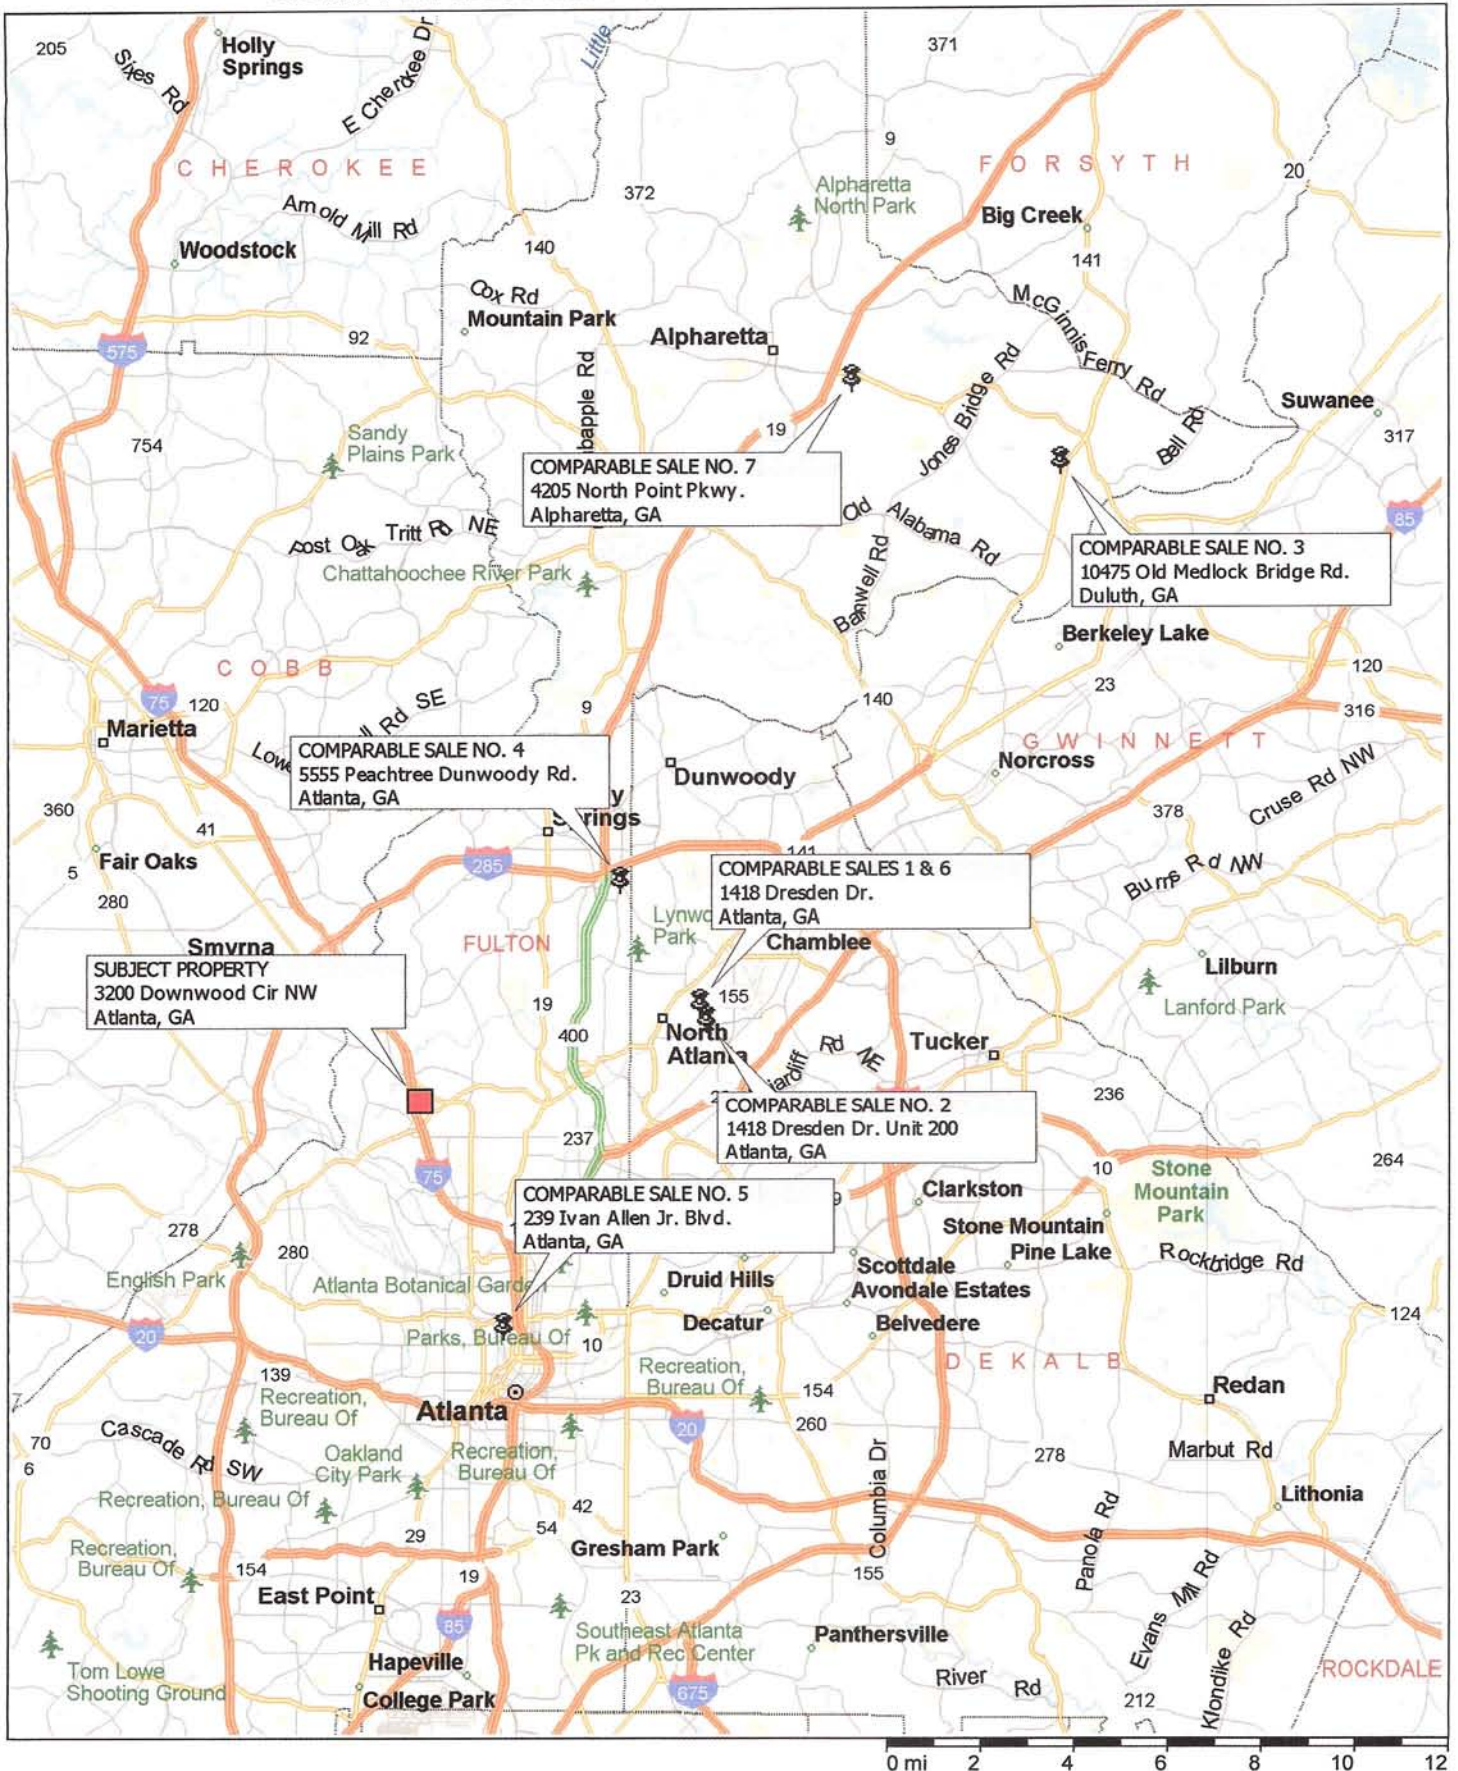 205
Holly
Springs
Sixes Rd
E Cherokee Dr
Little
371
CHEROKEE
9
FORSYTH
20
372
Alpharetta
North Park
Arnold Mill Rd
Big Creek
Woodstock
140
141
Cox Rd
Mountain Park
McGinnis Ferry Rd
92
Alpharetta
575
Jones Bridge Rd
Suwanee
317
19
Bell Rd
754
Sandy
Plains Park
COMPARABLE SALE NO. 7
4205 North Point Pkwy.
Alpharetta, GA
Old Alabama Rd
85
Post Oak Tritt Rd NE
COMPARABLE SALE NO. 3
10475 Old Medlock Bridge Rd.
Duluth, GA
Chattahoochee River Park
Barnwell Rd
Berkeley Lake
COBB
120
75
120
23
140
9
316
Marietta
GWINNETT
COMPARABLE SALE NO. 4
5555 Peachtree Dunwoody Rd.
Atlanta, GA
Dunwoody
Norcross
Cruse Rd NW
360
41
378
5
Fair Oaks
285
141
280
COMPARABLE SALES 1 & 6
1418 Dresden Dr.
Atlanta, GA
Burns Rd NW
Park
Chamblee
Smyrna
FULTON
SUBJECT PROPERTY
3200 Downwood Cir NW
Atlanta, GA
Lilburn
Lanford Park
19
155
400
North
Atlanta
Rd NE
Tucker
236
COMPARABLE SALE NO. 2
1418 Dresden Dr. Unit 200
Atlanta, GA
237
264
75
10
Stone
Mountain
Park
COMPARABLE SALE NO. 5
239 Ivan Allen Jr. Blvd.
Atlanta, GA
Clarkston
Stone Mountain
278
280
Pine Lake
Rockbridge Rd
English Park
Atlanta Botanical Garden
Druid Hills
Scottdale
Avondale Estates
124
20
Decatur
Belvedere
Parks, Bureau Of
10
DEKALB
139
Recreation,
Bureau Of
Recreation,
Bureau Of
154
Redan
Atlanta
20
260
Cascade Rd SW
70
6
Oakland
City Park
Recreation,
Bureau Of
278
Marbut Rd
Columbia Dr
Recreation, Bureau Of
Lithonia
42
54
29
Gresham Park
Panola Rd
Recreation,
Bureau Of
154
19
155
East Point
23
Evans Mill Rd
85
Southeast Atlanta
Pk and Rec Center
Panthersville
Klondike Rd
Tom Lowe
Shooting Ground
Hapeville
River Rd
ROCKDALE
College Park
675
212
0 mi 2 4 6 8 10 12